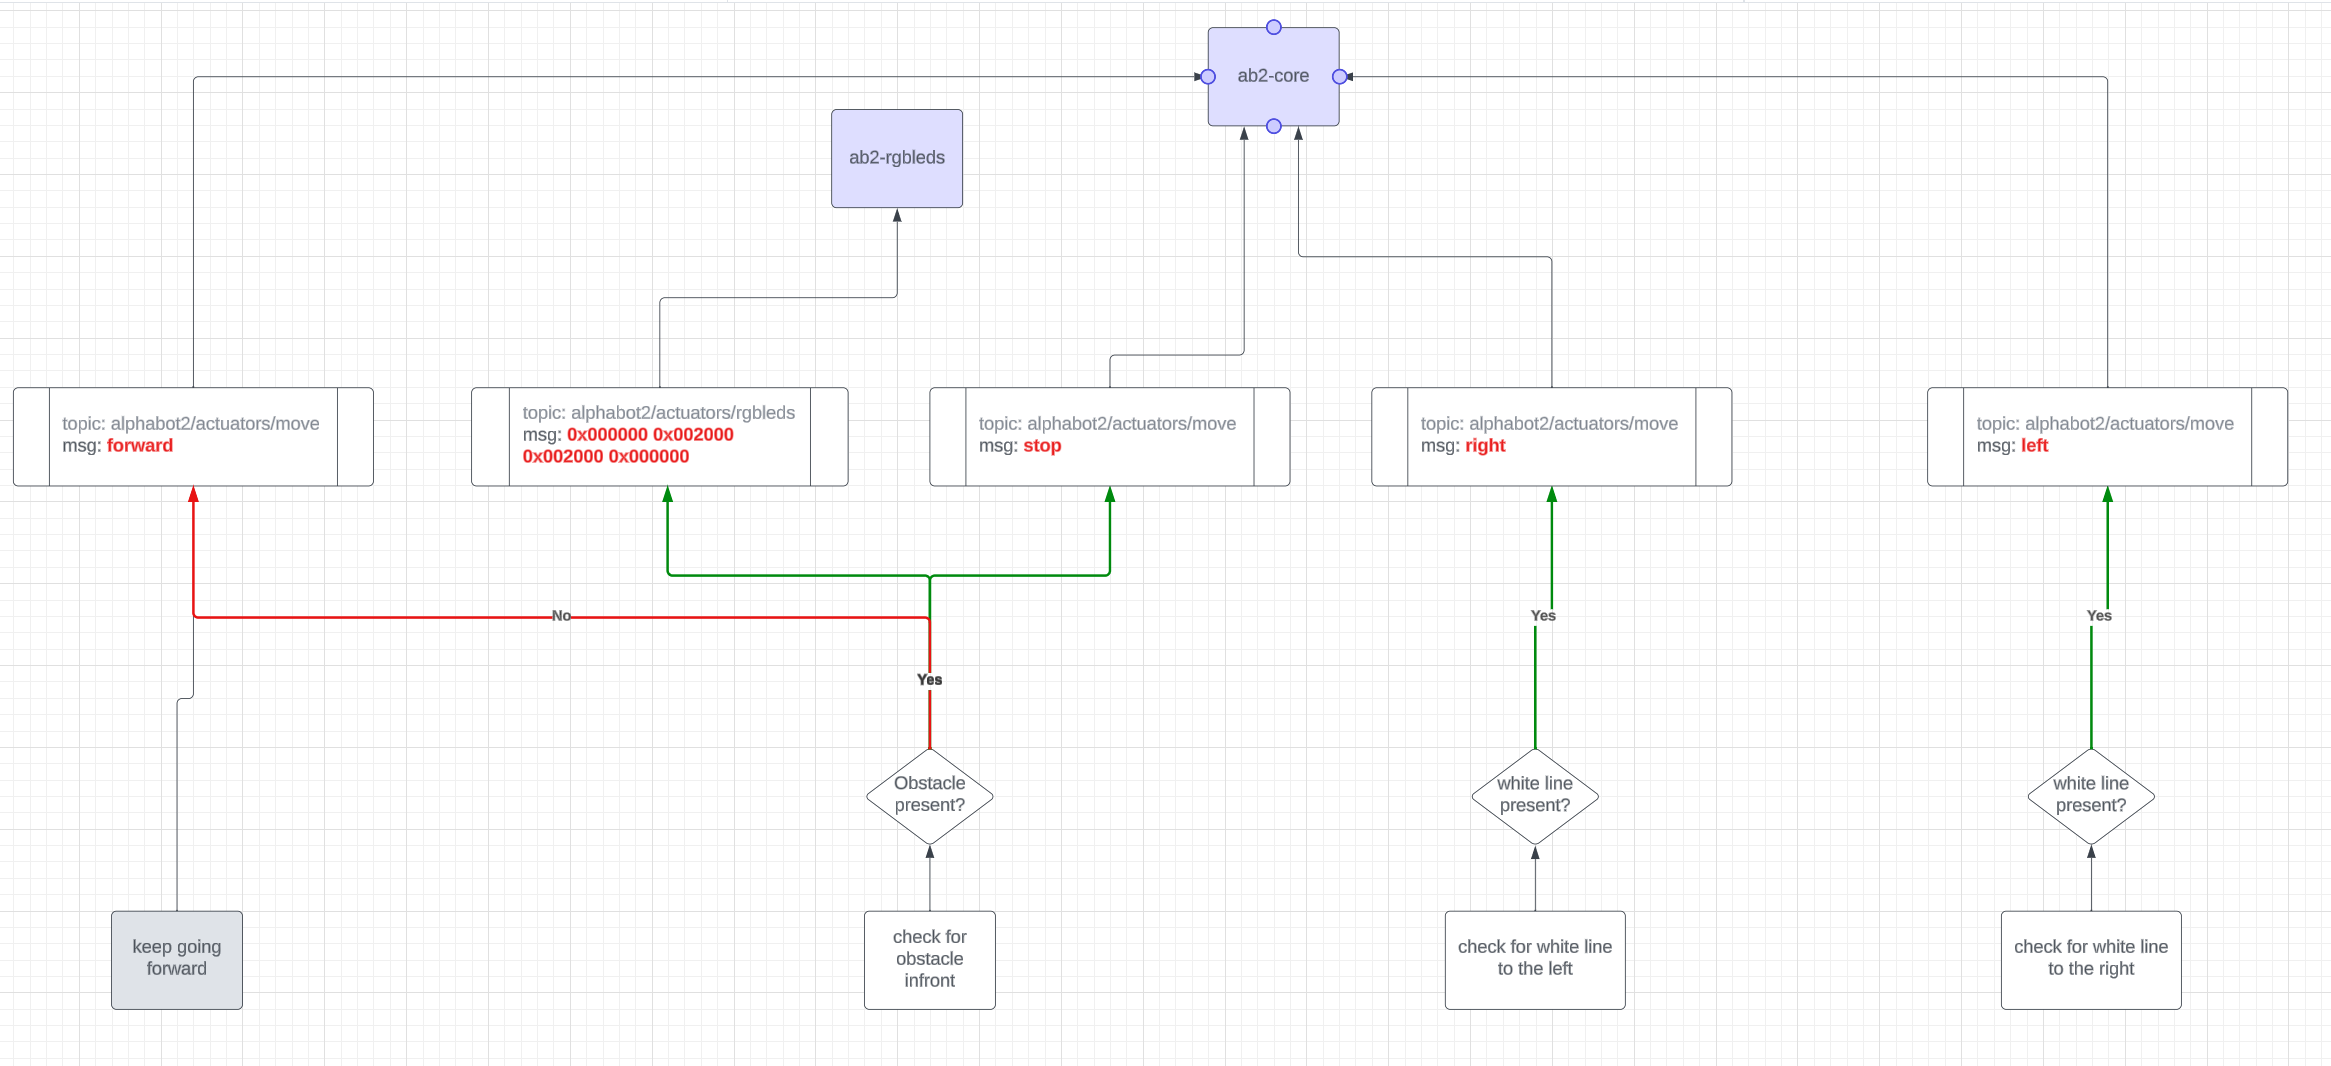 ab2-core
ab2-rgbleds
topic: alphabot2/actuators/move
msg: forward
topic: alphabot2/actuators/rgbleds
msg: 0x000000 0x002000
0x002000 0x000000
topic: alphabot2/actuators/move
msg: stop
topic: alphabot2/actuators/move
msg: right
topic: alphabot2/actuators/move
msg: left
No
Yes
Yes
Yes
Obstacle
present?
white line
present?
white line
present?
keep going
forward
check for
obstacle
infront
check for white line
to the left
check for white line
to the right